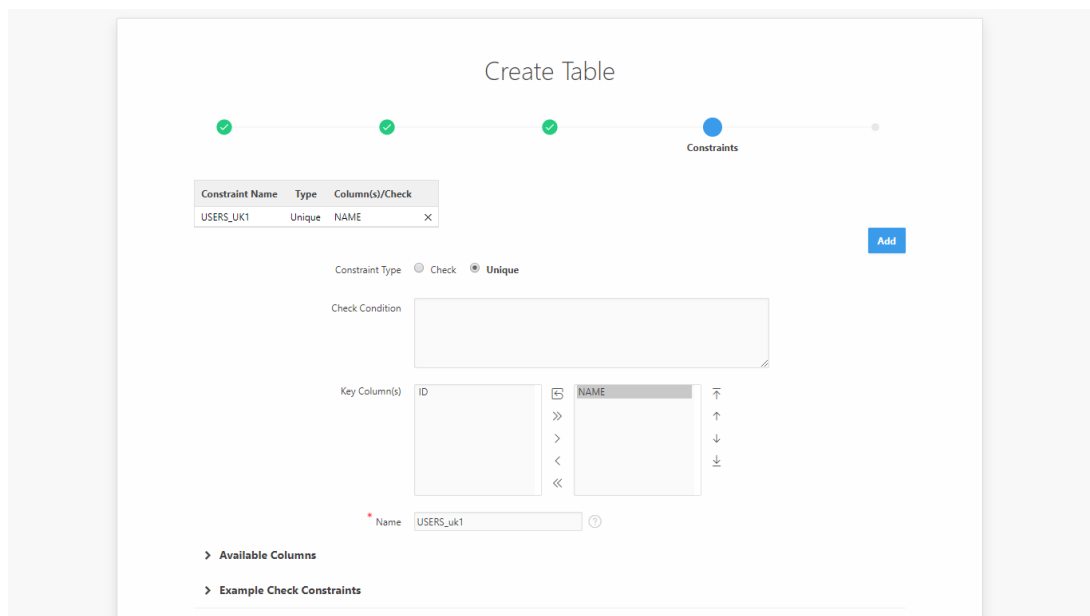 Create Table
Constraints
Constraint Name Type Column(s)/Check
USERS_UK1 Unique NAME
Add
Constraint Type Check Unique
Check Condition
Key Column(s) ID NAME
* Name USERS_uk1
Available Columns
Example Check Constraints